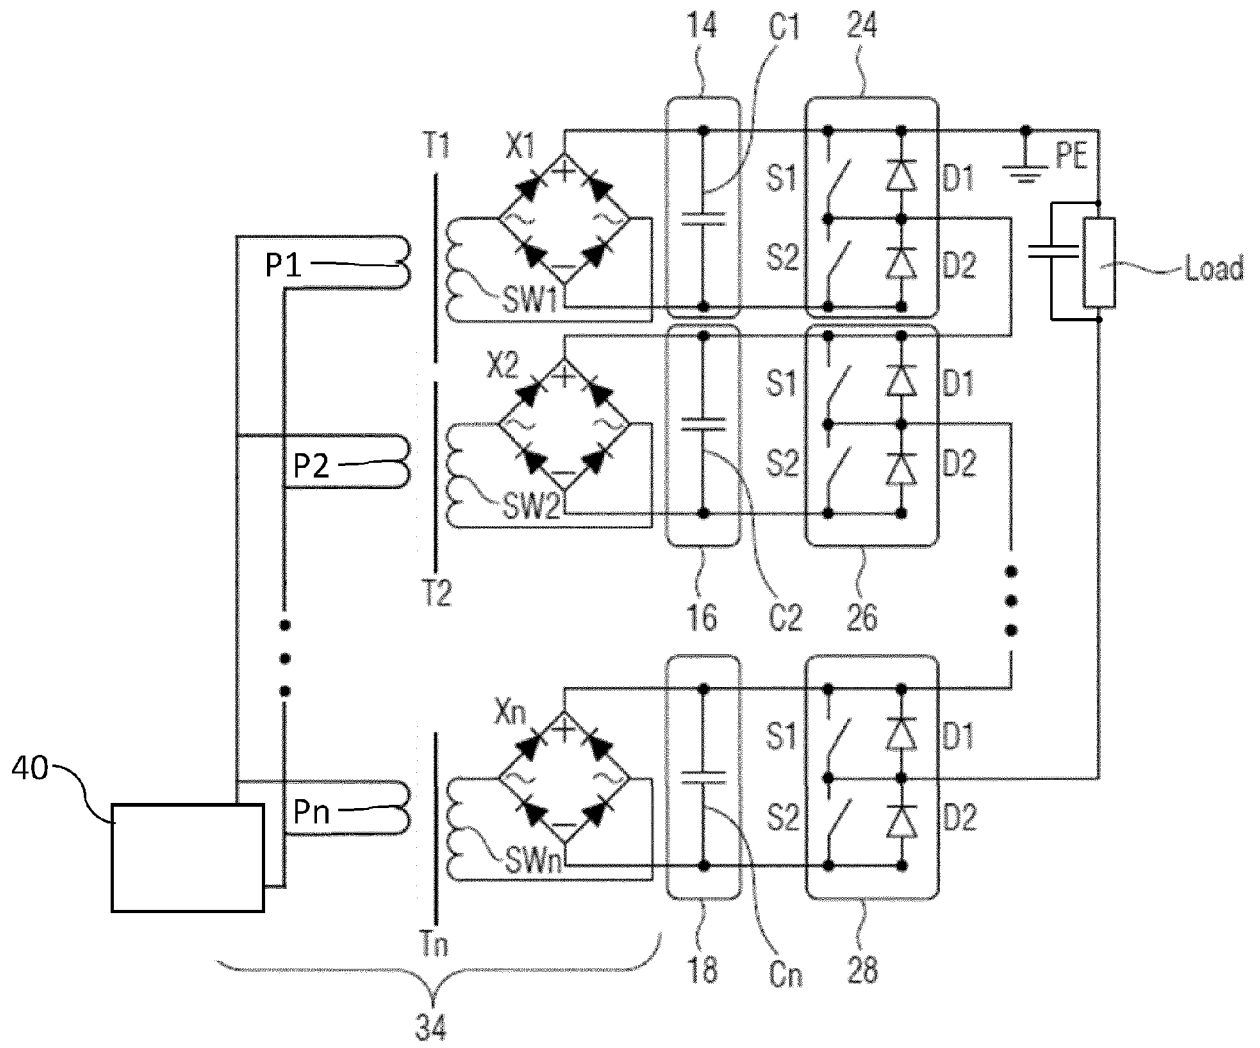 14
C1
24
T1
X1
S1
D1
PE
P1
SW1
S2
D2
Load
X2
S1
D1
P2
SW2
S2
D2
T2
16
C2
26
Xn
S1
D1
40
Pn
SWn
S2
D2
Tn
18
Cn
28
34